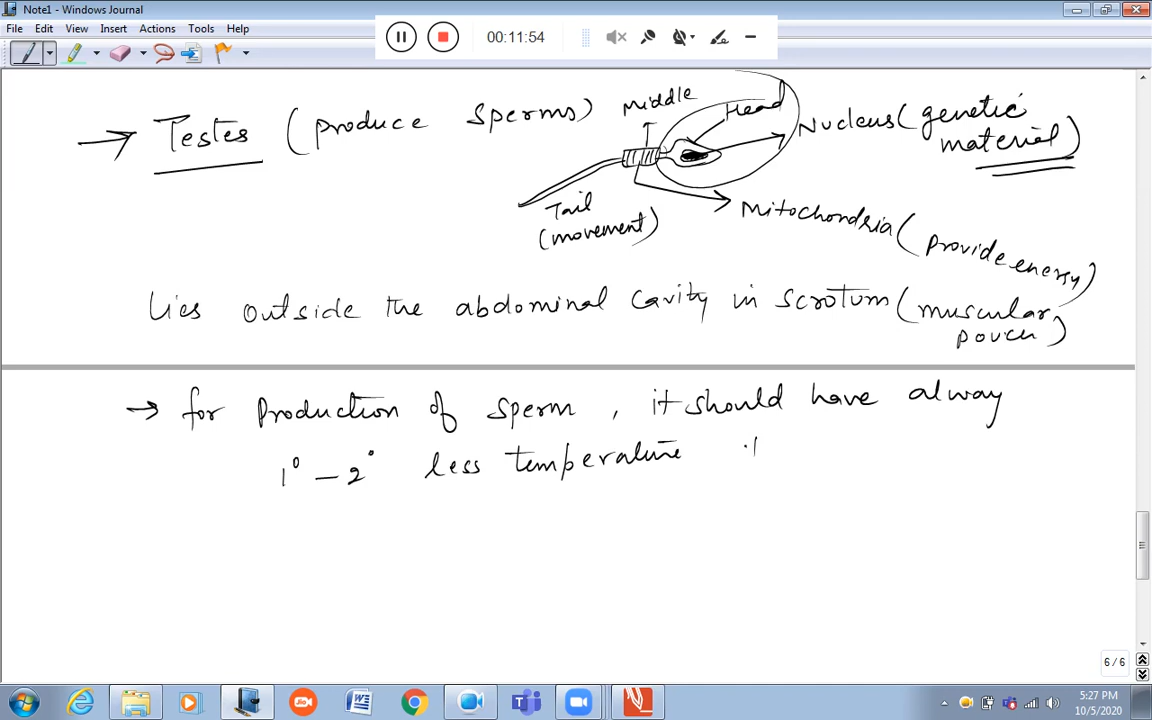 Note1 - Windows Journal
File Edit View Insert Actions Tools Help
00:11:54
→ Testes (produce sperms)
Middle
Head
Nucleus (genetic
material)
Tail
(movement)
Mitochondria (provide energy)
Lies outside the abdominal cavity in scrotum (muscular
pouch)
→ for production of sperm, it should have alway
1° - 2° less temperature
6 / 6
5:27 PM
10/5/2020